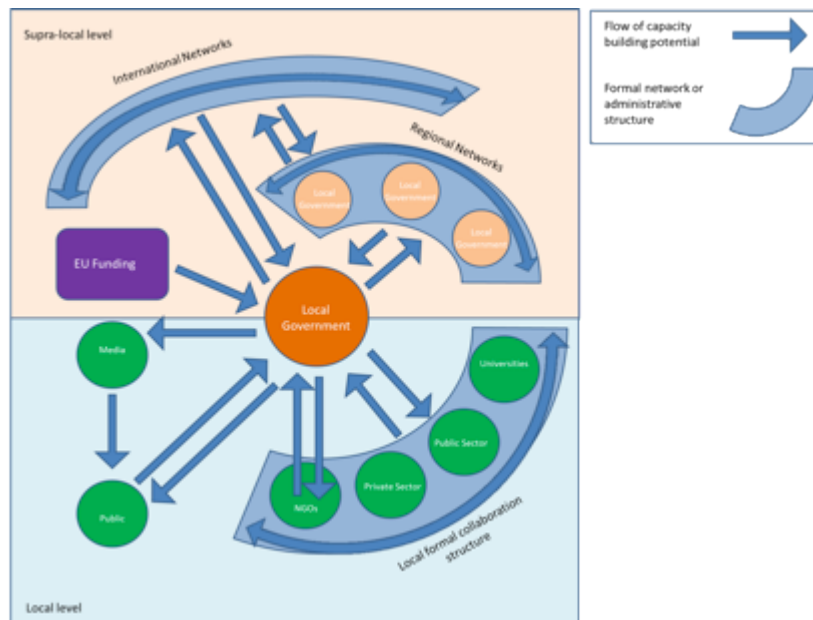 Supra-local level
International Networks
Flow of capacity
building potential
Formal network or
administrative
structure
Regional Networks
Local
Government
Local
Government
Local
Government
EU Funding
Local
Government
Media
Universities
Public Sector
Private Sector
NGOs
Public
Local formal collaboration
structure
Local level